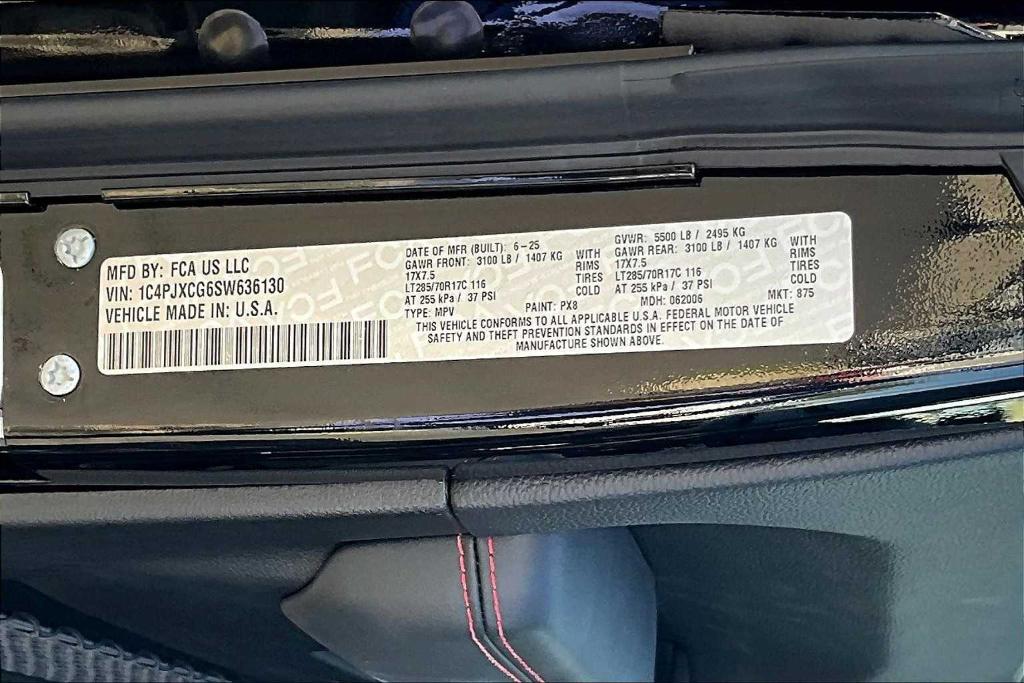 MFD BY: FCA US LLC
VIN: 1C4PJXCG6SW636130
VEHICLE MADE IN: U.S.A.
DATE OF MFR (BUILT): 6-25
GAWR FRONT: 3100 LB / 1407 KG WITH
17X7.5 RIMS
LT285/70R17C 116 TIRES
AT 255 kPa / 37 PSI COLD
TYPE: MPV
GVWR: 5500 LB / 2495 KG
GAWR REAR: 3100 LB / 1407 KG WITH
17X7.5 RIMS
LT285/70R17C 116 TIRES
AT 255 kPa / 37 PSI COLD
PAINT: PX8 MDH: 062006 MKT: 875
THIS VEHICLE CONFORMS TO ALL APPLICABLE U.S.A. FEDERAL MOTOR VEHICLE
SAFETY AND THEFT PREVENTION STANDARDS IN EFFECT ON THE DATE OF
MANUFACTURE SHOWN ABOVE.